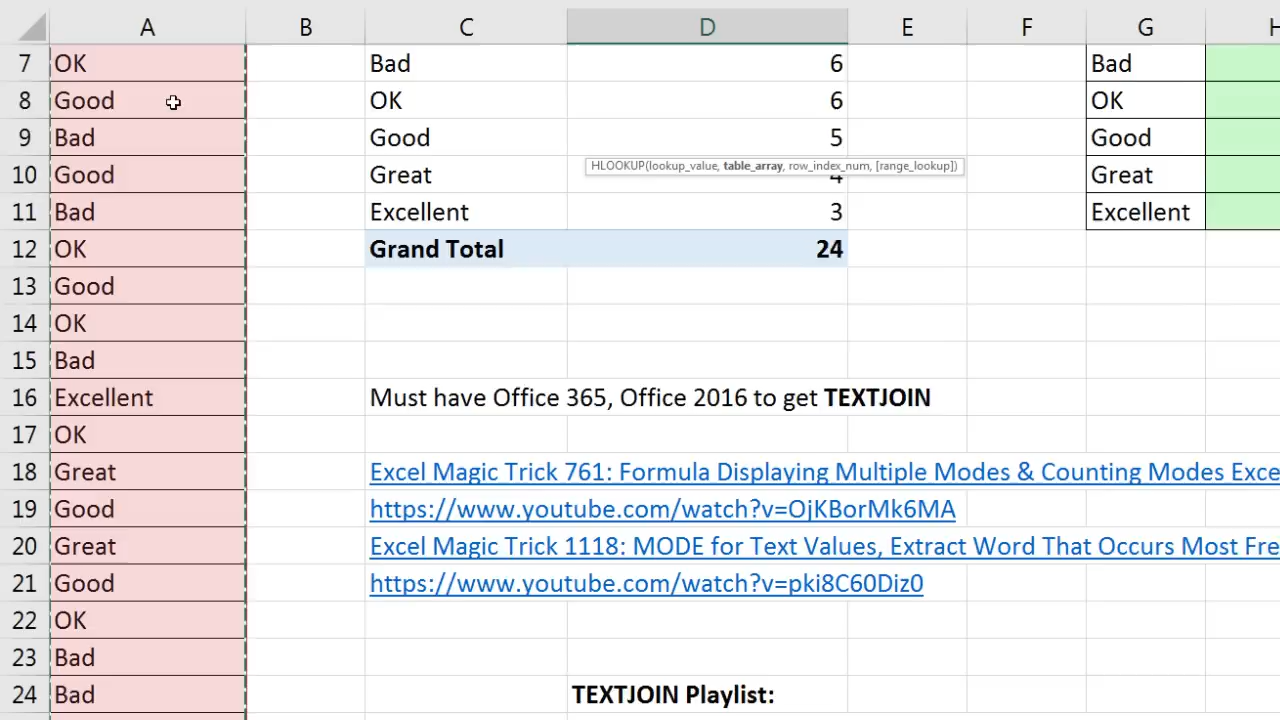 A B C D E F G H
7 OK Bad 6 Bad
8 Good OK 6 OK
9 Bad Good 5 Good
HLOOKUP(lookup_value, table_array, row_index_num, [range_lookup])
10 Good Great 4 Great
11 Bad Excellent 3 Excellent
12 OK Grand Total 24
13 Good
14 OK
15 Bad
16 Excellent Must have Office 365, Office 2016 to get TEXTJOIN
17 OK
18 Great Excel Magic Trick 761: Formula Displaying Multiple Modes & Counting Modes Exce
19 Good https://www.youtube.com/watch?v=OjKBorMk6MA
20 Great Excel Magic Trick 1118: MODE for Text Values, Extract Word That Occurs Most Fre
21 Good https://www.youtube.com/watch?v=pki8C60Diz0
22 OK
23 Bad
24 Bad TEXTJOIN Playlist: